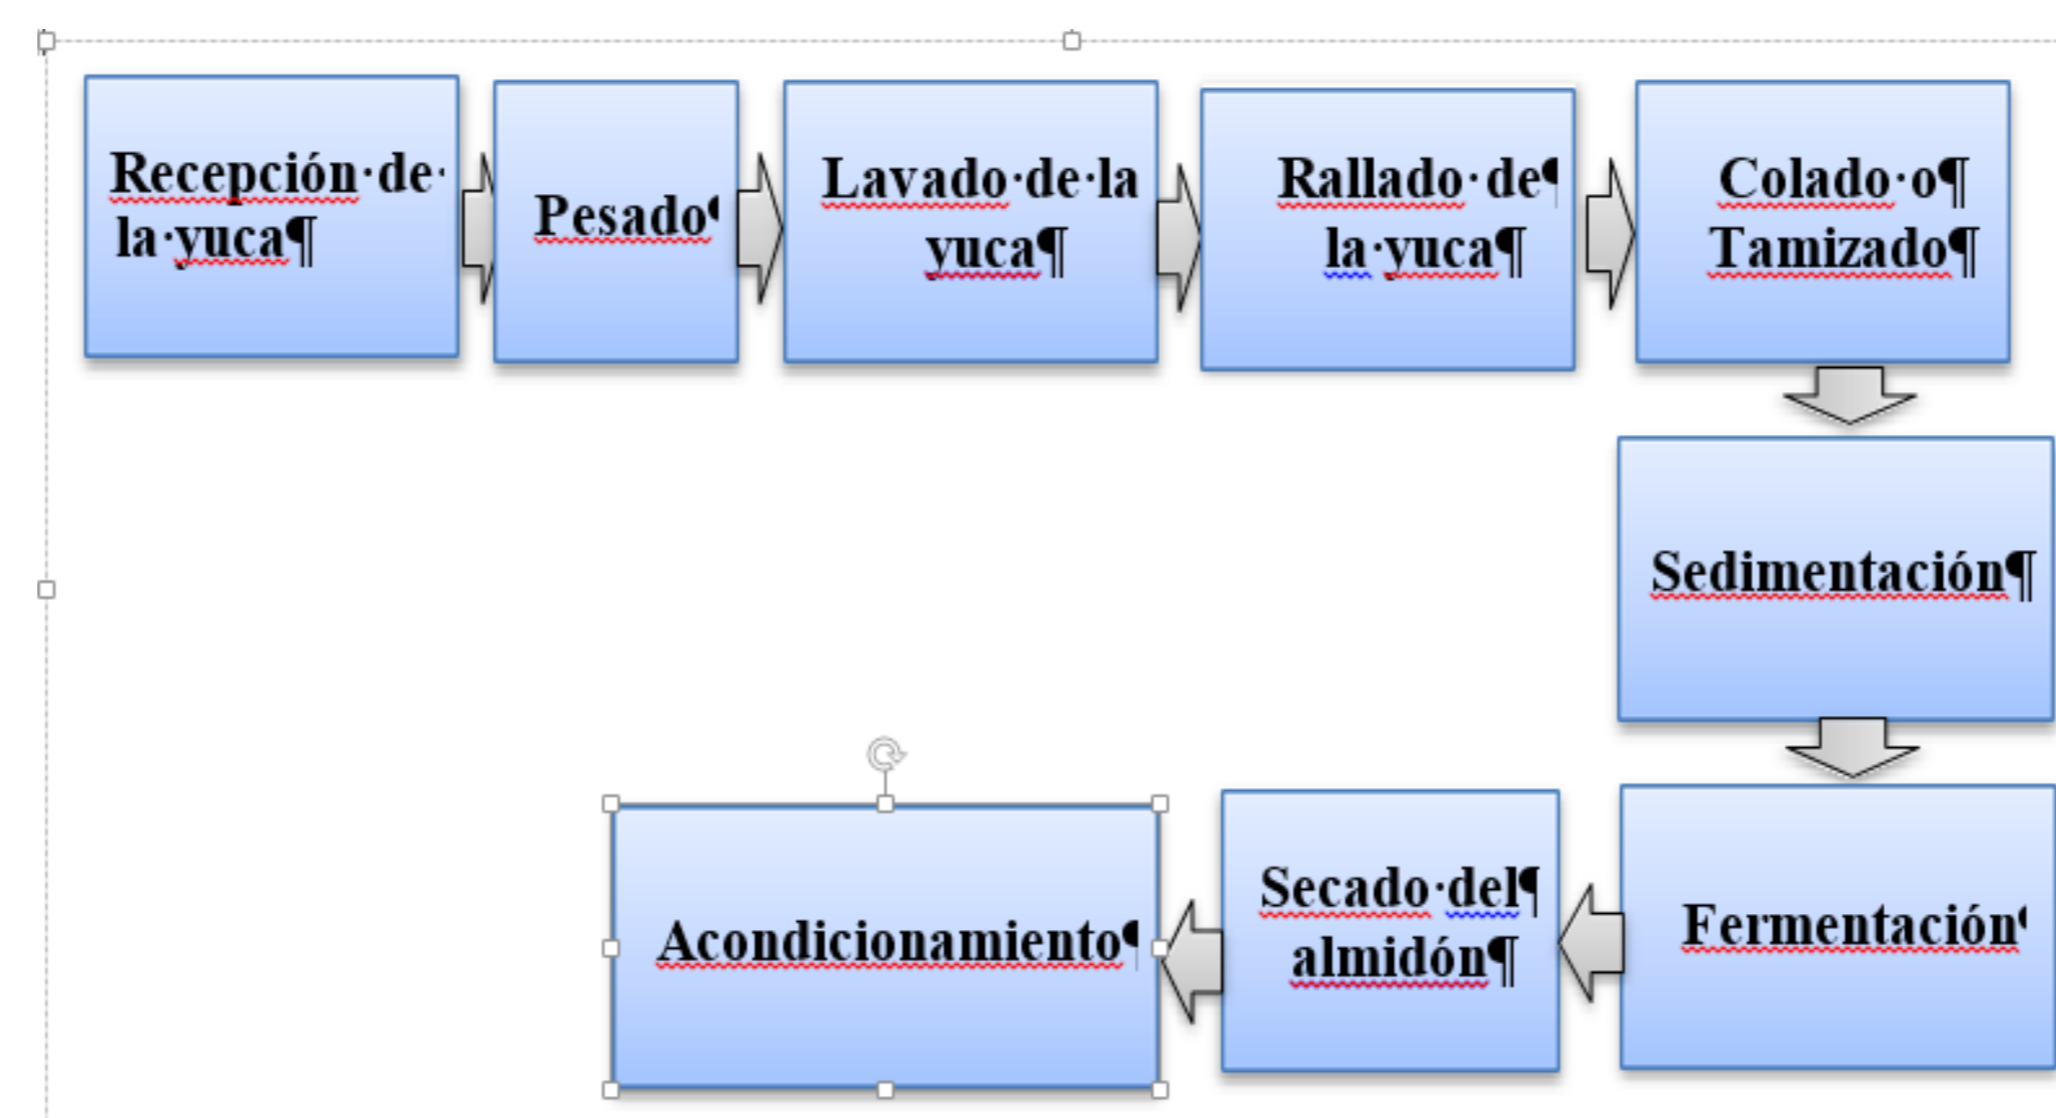 Recepción·de·
la·yuca¶
Pesado¶
Lavado·de·la
yuca¶
Rallado·de¶
la·yuca¶
Colado·o¶
Tamizado¶
Sedimentación¶
Fermentación¶
Secado·del¶
almidón¶
Acondicionamiento¶